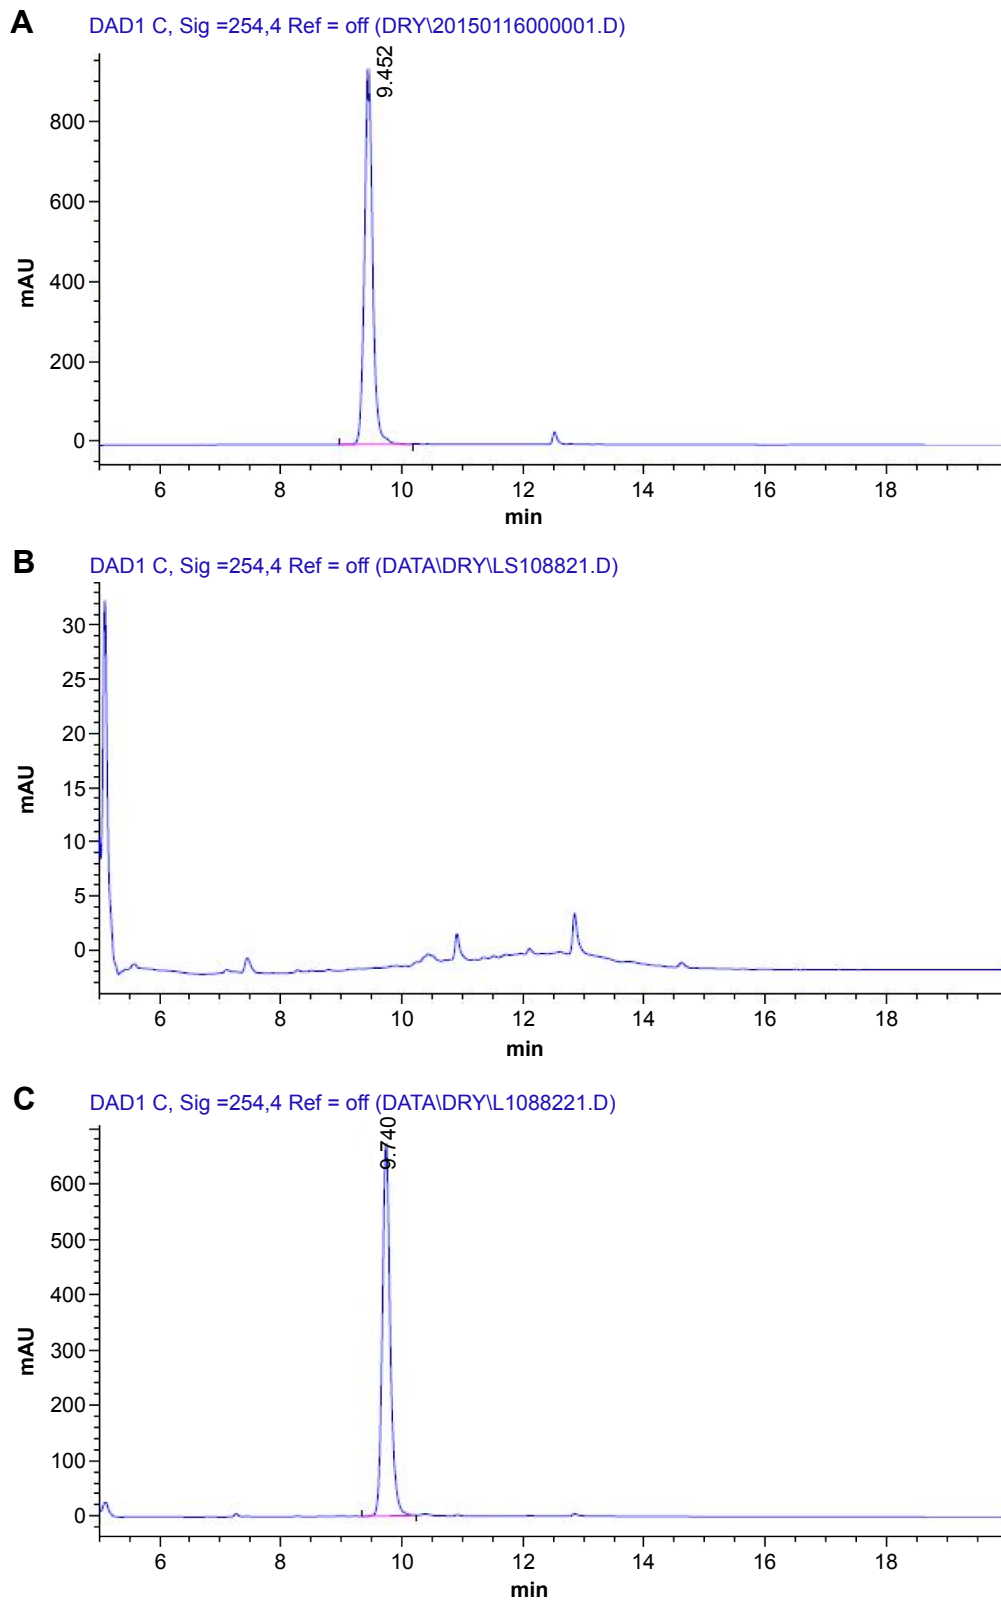 A
DAD1 C, Sig =254,4 Ref = off (DRY\20150116000001.D)
9.452
800
600
400
200
0
mAU
6 8 10 12 14 16 18
min
B
DAD1 C, Sig =254,4 Ref = off (DATA\DRY\LS108821.D)
30
25
20
15
10
5
0
mAU
6 8 10 12 14 16 18
min
C
DAD1 C, Sig =254,4 Ref = off (DATA\DRY\L1088221.D)
9.740
600
500
400
300
200
100
0
mAU
6 8 10 12 14 16 18
min